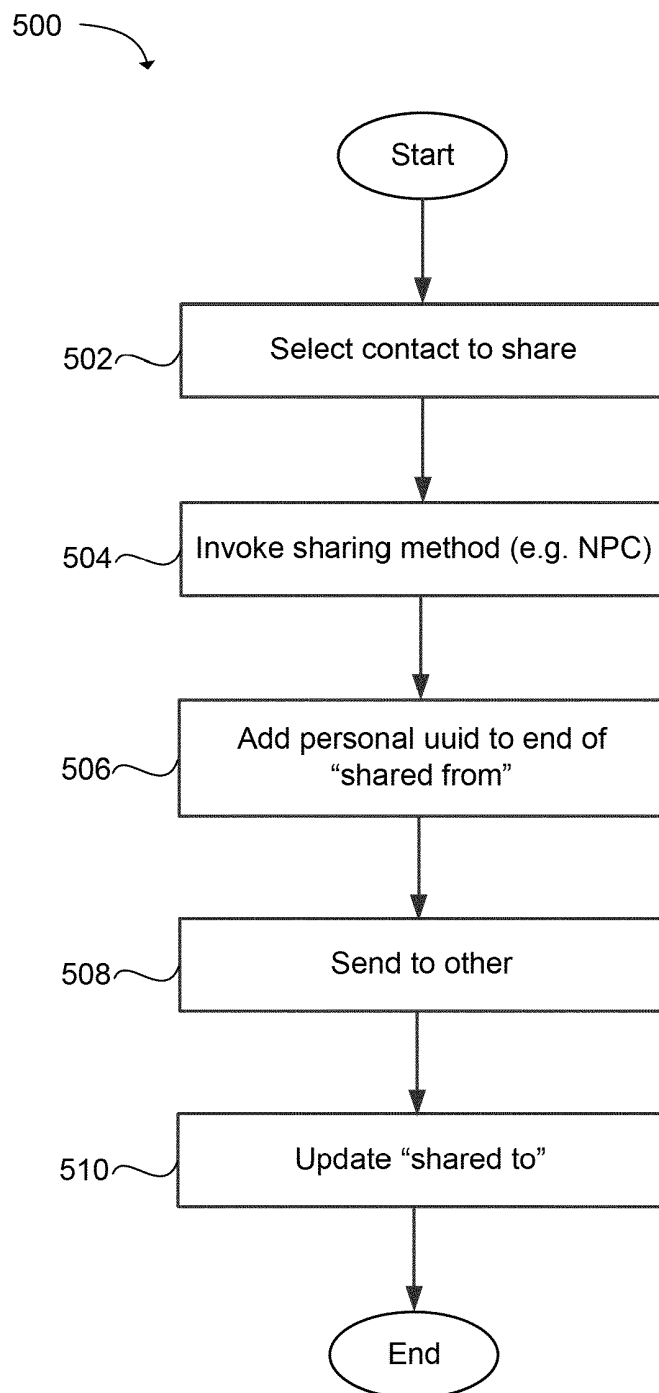 500
Start
502
Select contact to share
504
Invoke sharing method (e.g. NPC)
506
Add personal uuid to end of
“shared from”
508
Send to other
510
Update “shared to”
End